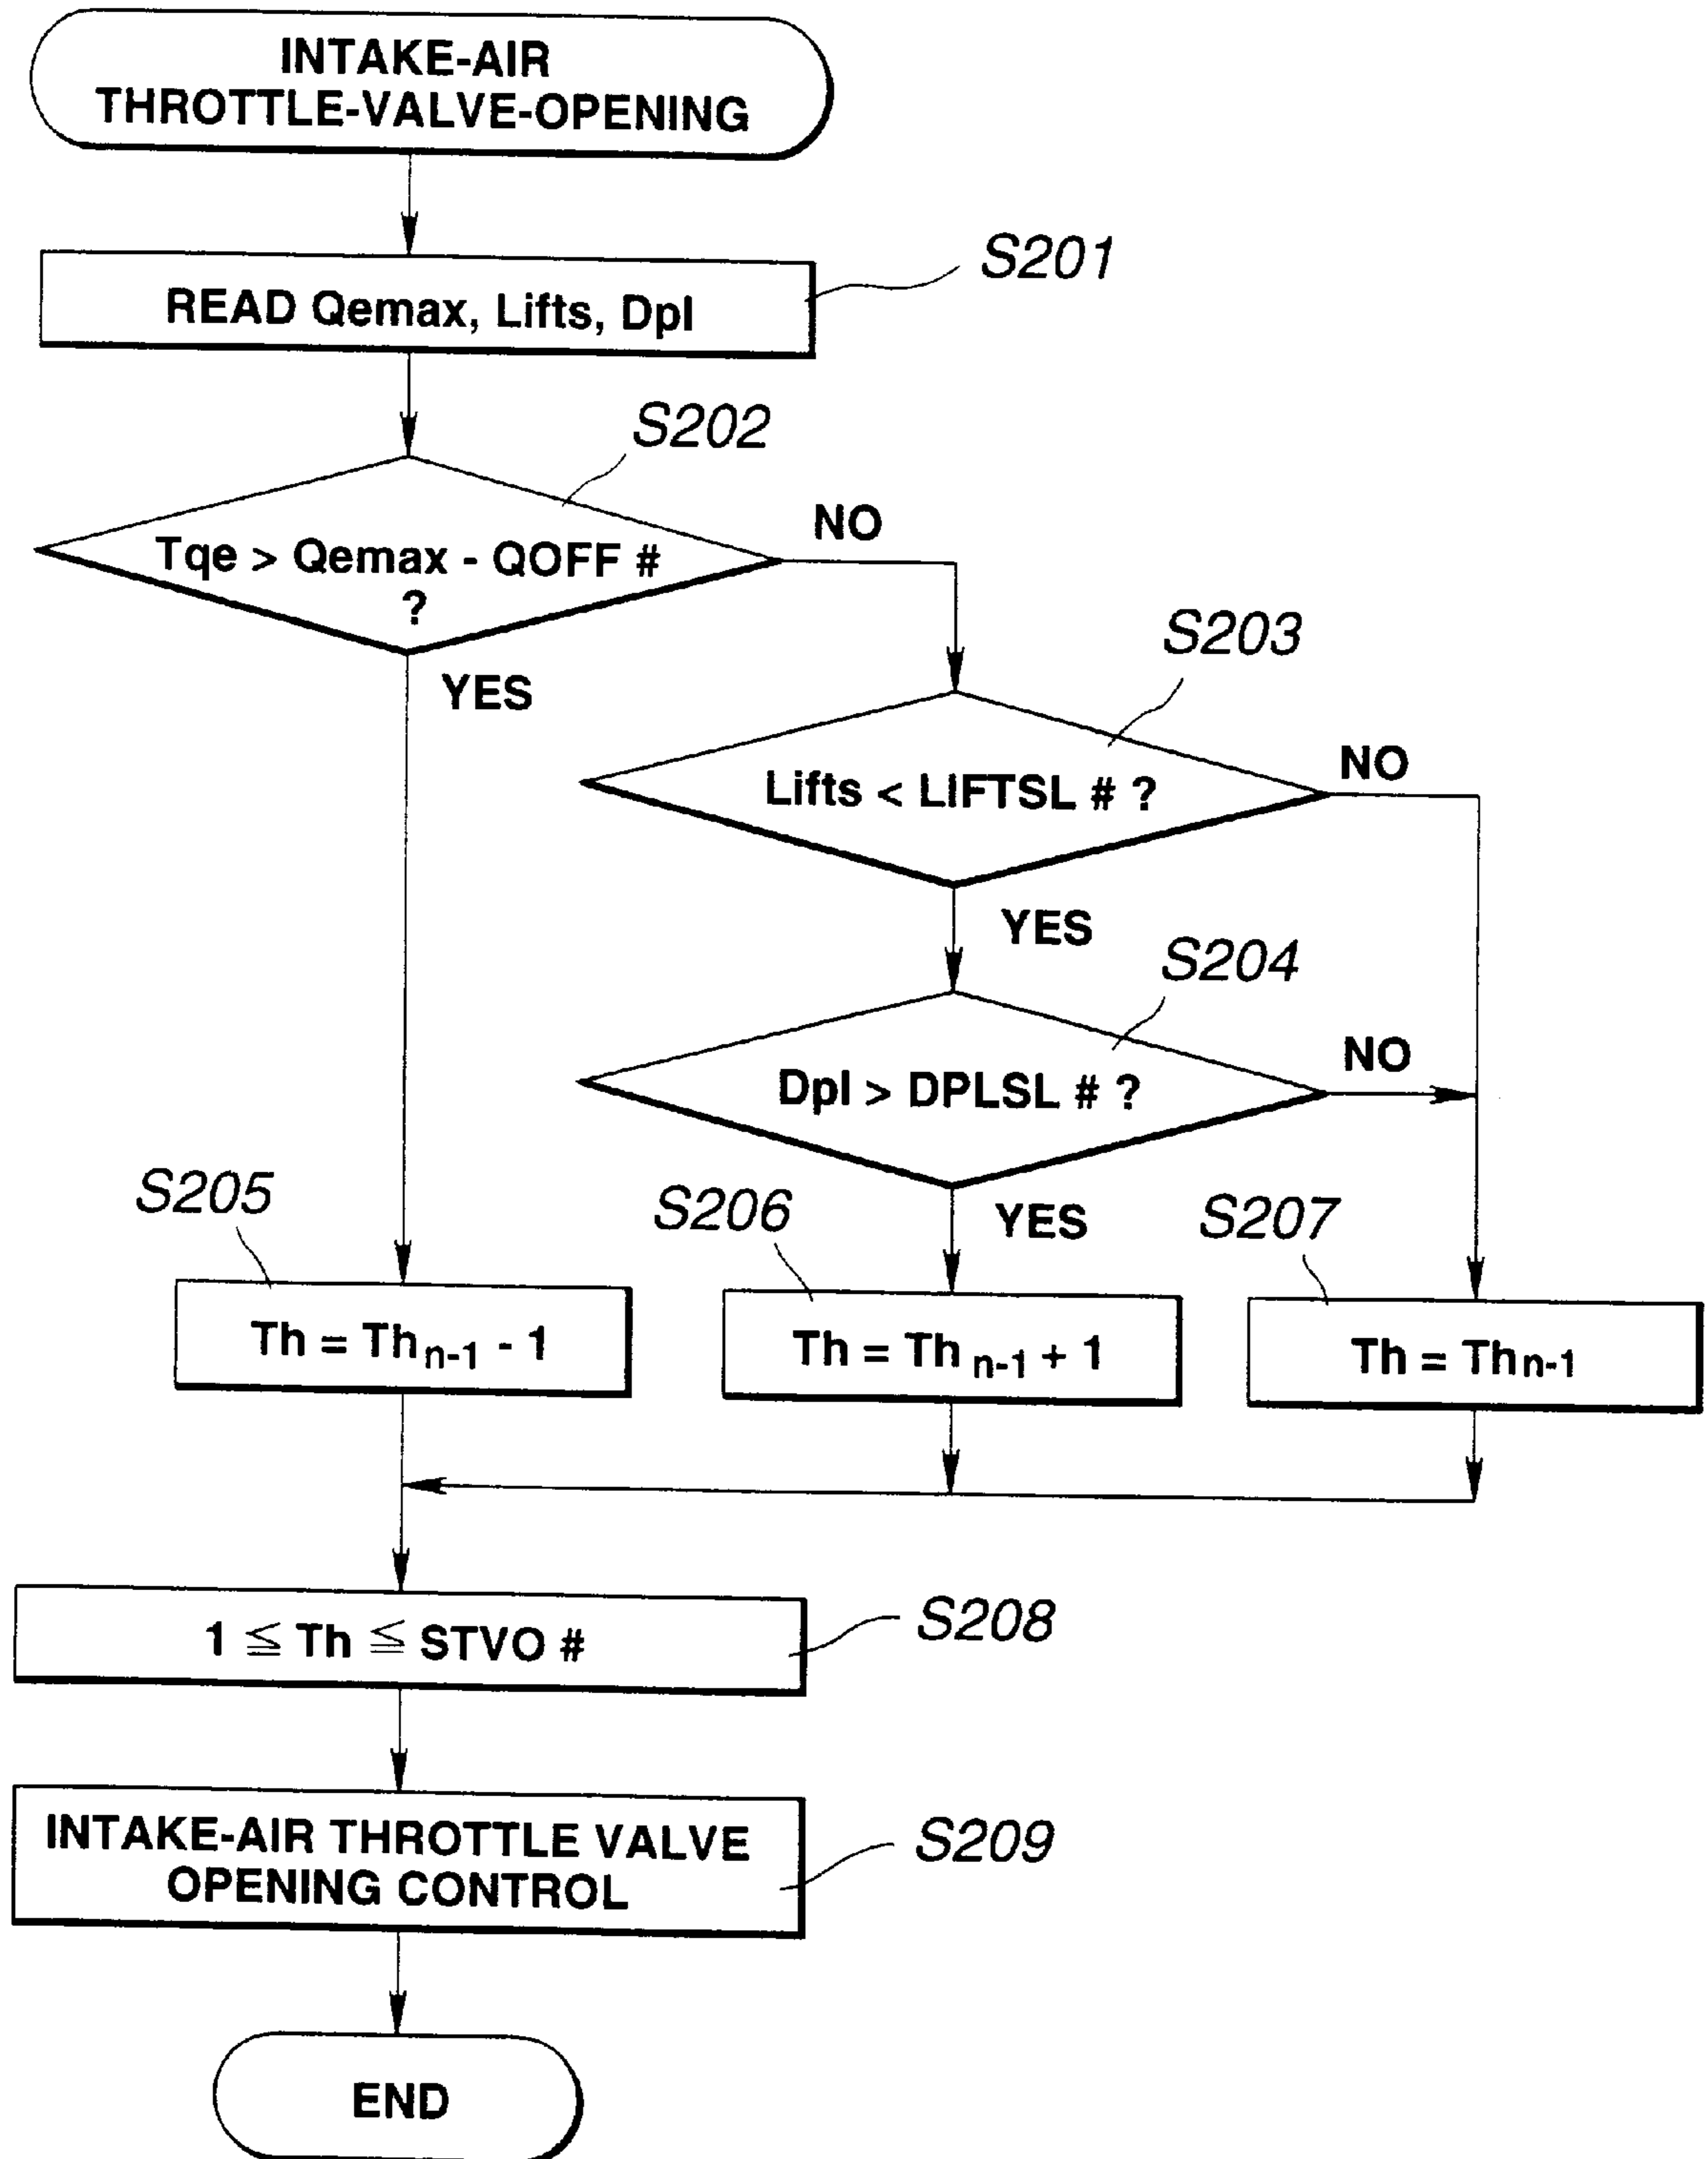 INTAKE-AIR
THROTTLE-VALVE-OPENING
S201
READ Qemax, Lifts, Dpl
S202
Tqe > Qemax - QOFF #
?
NO
YES
S203
Lifts < LIFTSL # ?
NO
YES
S204
Dpl > DPLSL # ?
NO
YES
S205
Th = Thn-1 - 1
S206
Th = Th n-1 + 1
S207
Th = Thn-1
1 ≦ Th ≦ STVO #
S208
INTAKE-AIR THROTTLE VALVE
OPENING CONTROL
S209
END